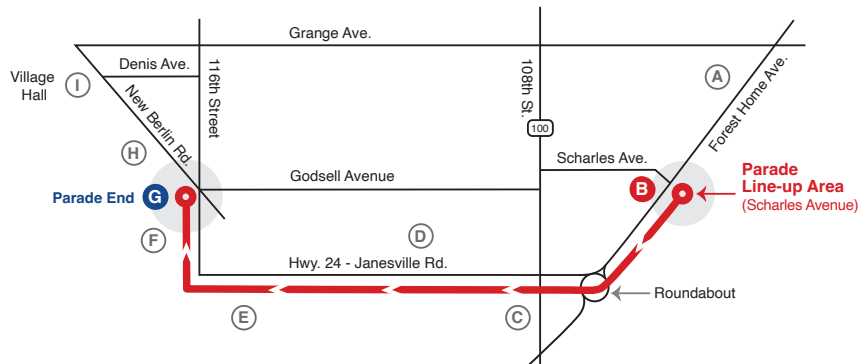 Grange Ave.
Denis Ave.
Village
Hall
I
116th Street
108th St.
A
New Berlin Rd.
Forest Home Ave.
100
H
Scharles Ave.
Godsell Avenue
Parade End
G
B
Parade
Line-up Area
(Scharles Avenue)
F
D
Hwy. 24 - Janesville Rd.
Roundabout
E
C